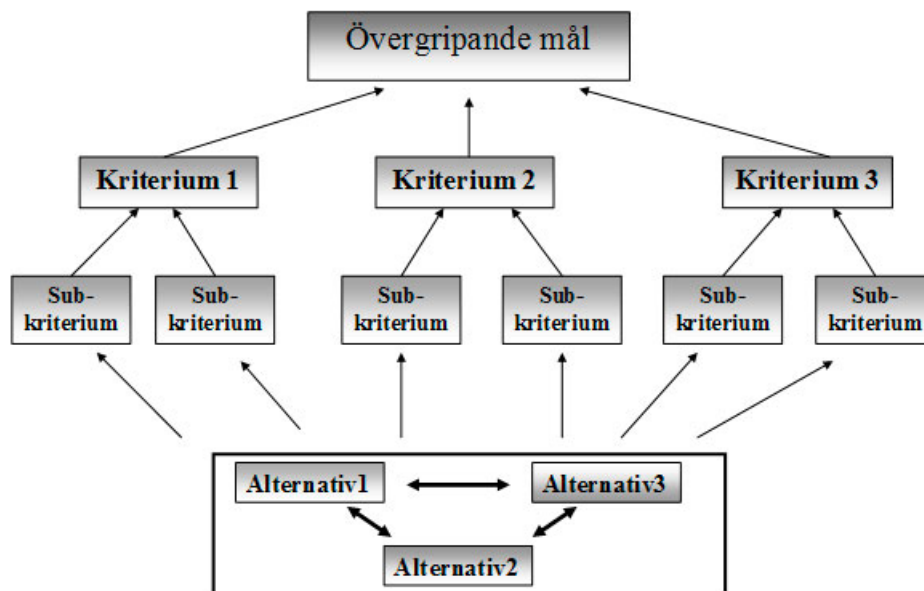 Övergripande mål
Kriterium 1
Kriterium 2
Kriterium 3
Sub-
kriterium
Sub-
kriterium
Sub-
kriterium
Sub-
kriterium
Sub-
kriterium
Sub-
kriterium
Alternativ1
Alternativ3
Alternativ2